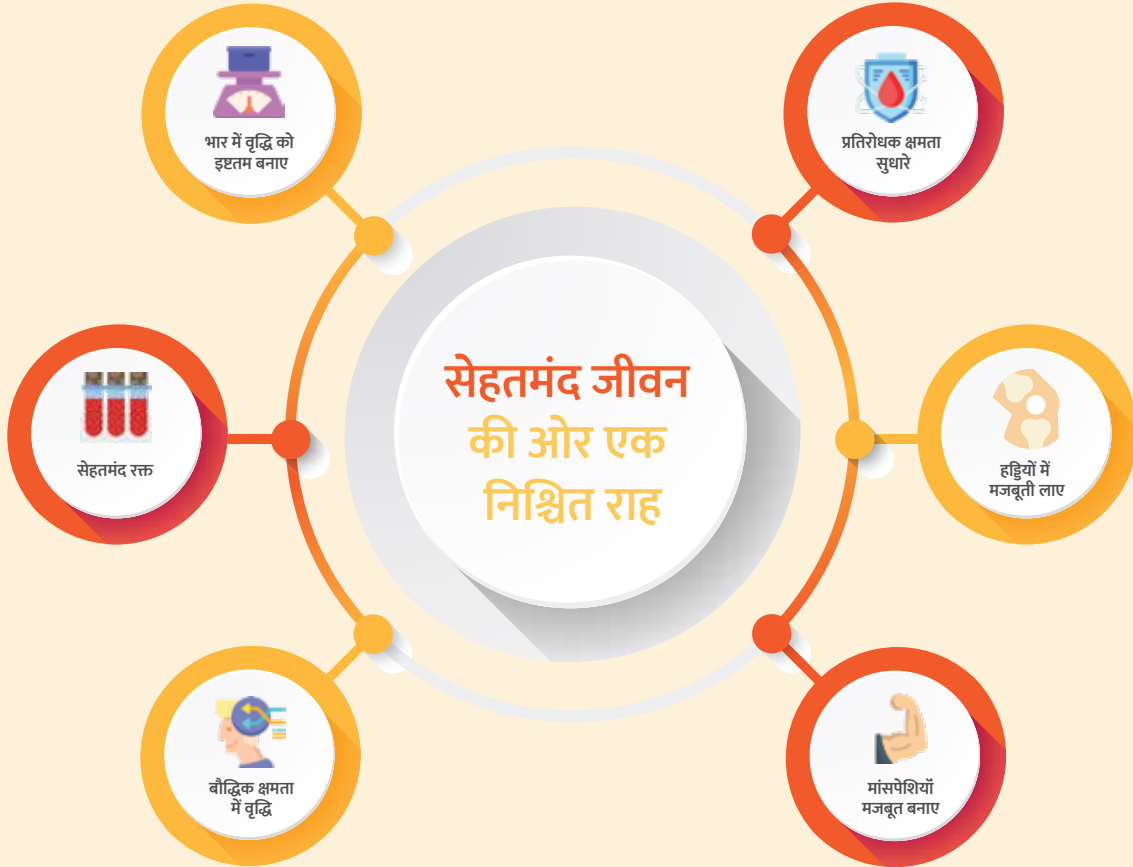 भार में वृद्धि को
इष्टतम बनाए
प्रतिरोधक क्षमता
सुधारे
सेहतमंद जीवन
की ओर एक
निश्चित राह
सेहतमंद रक्त
हड्डियों में
मजबूती लाए
बौद्धिक क्षमता
में वृद्धि
मांसपेशियाॅं
मजबूत बनाए